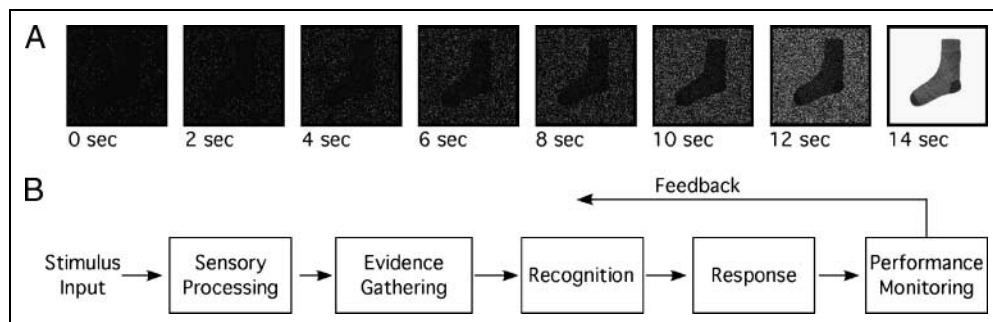 A
0 sec 2 sec 4 sec 6 sec 8 sec 10 sec 12 sec 14 sec
B
Feedback
Stimulus
Input
Sensory
Processing
Evidence
Gathering
Recognition
Response
Performance
Monitoring